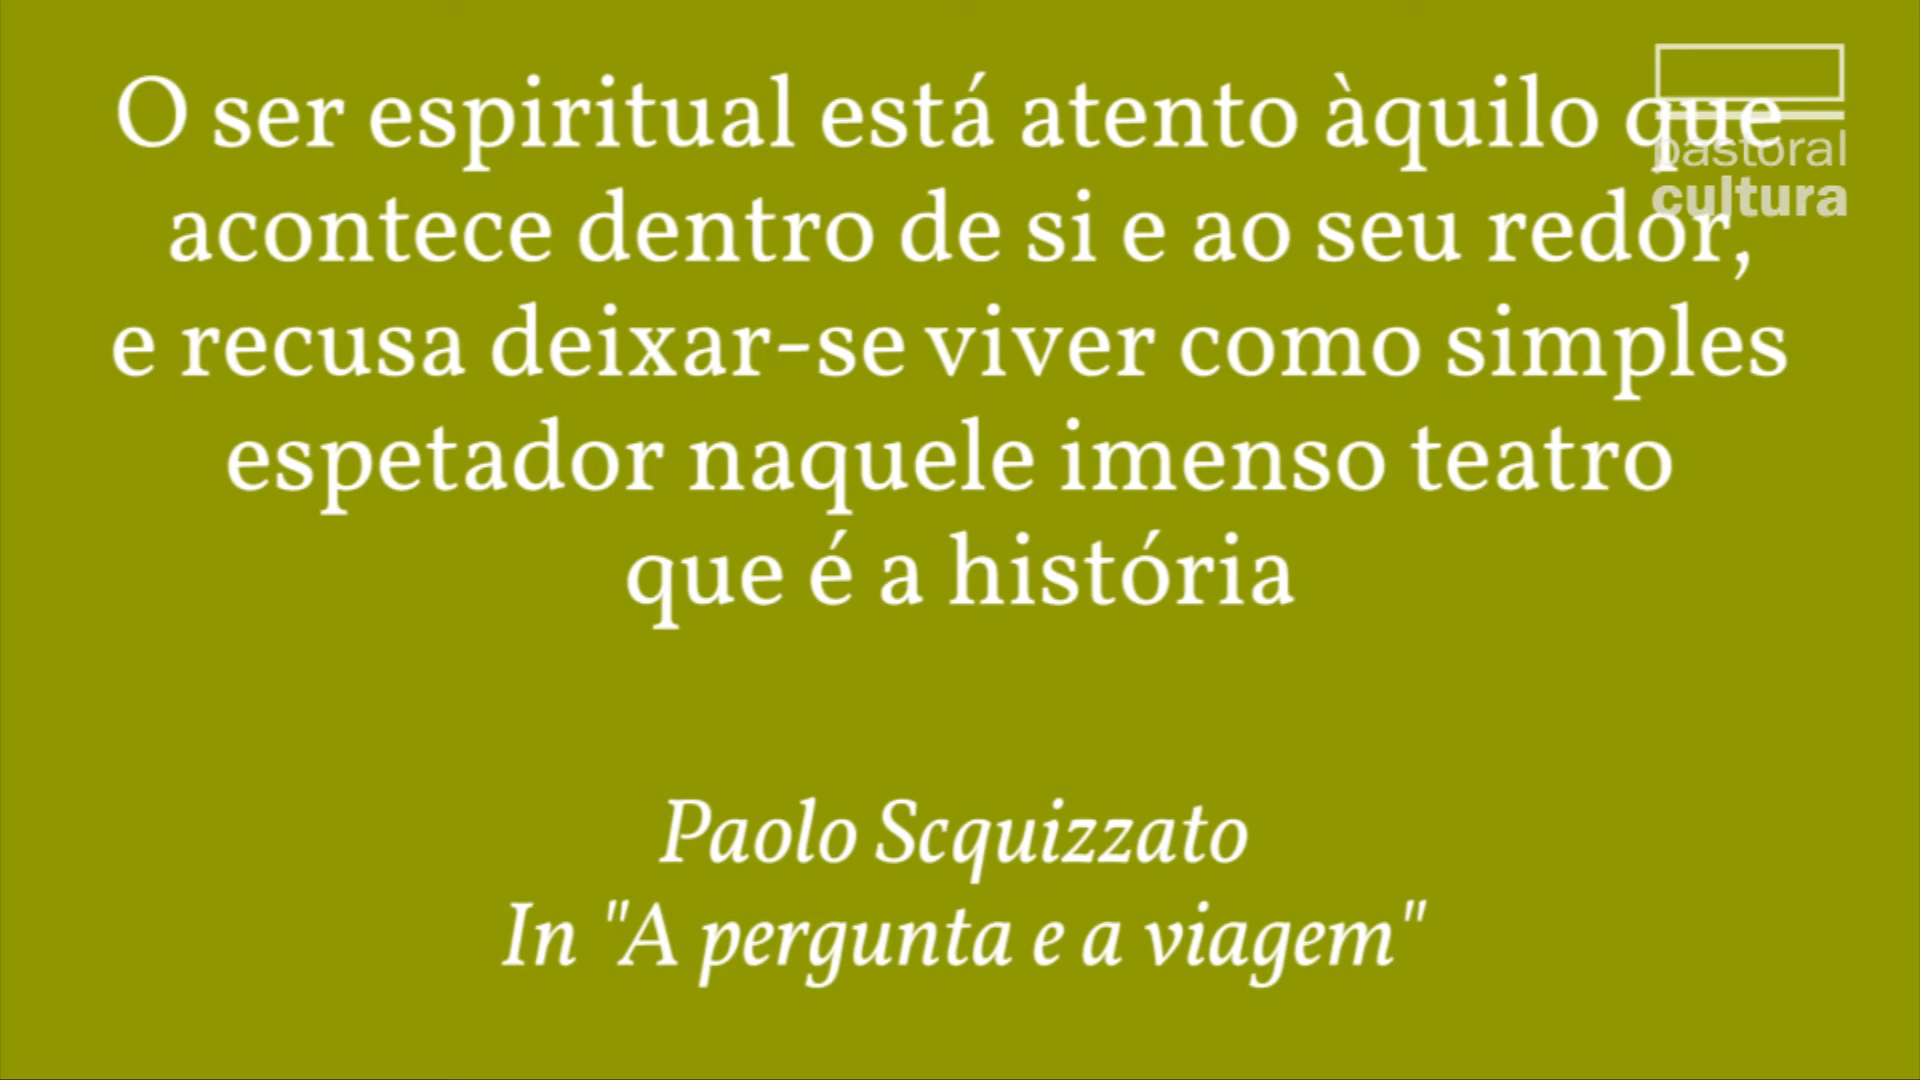 O ser espiritual está atento àquilo que
acontece dentro de si e ao seu redor,
e recusa deixar-se viver como simples
espetador naquele imenso teatro
que é a história
Paolo Scquizzato
In "A pergunta e a viagem"
pastoral
cultura